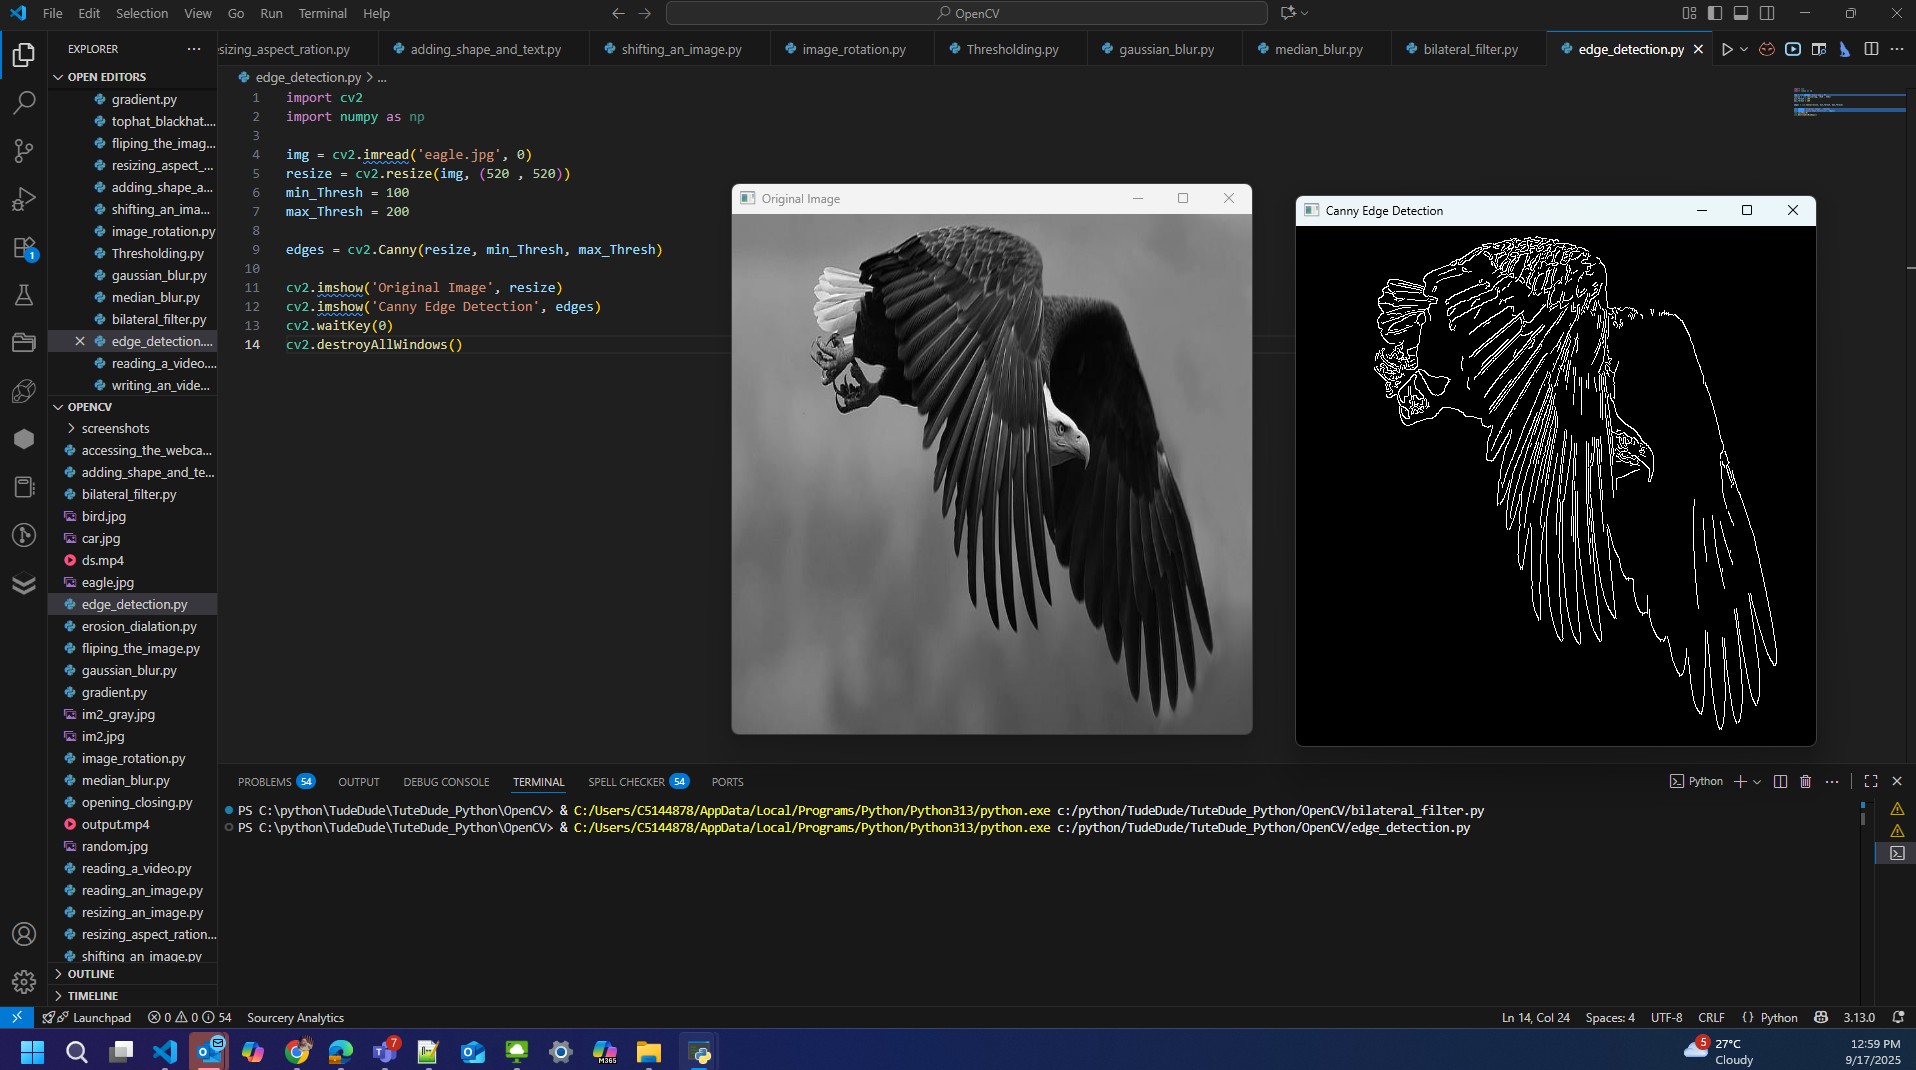 File Edit Selection View Go Run Terminal Help
OpenCV
EXPLORER
OPEN EDITORS
gradient.py
tophat_blackhat....
fliping_the_imag...
resizing_aspect_...
adding_shape_a...
shifting_an_ima...
image_rotation.py
Thresholding.py
gaussian_blur.py
median_blur.py
bilateral_filter.py
edge_detection....
reading_a_video....
writing_an_vide...
OPENCV
screenshots
accessing_the_webca...
adding_shape_and_te...
bilateral_filter.py
bird.jpg
car.jpg
ds.mp4
eagle.jpg
edge_detection.py
erosion_dialation.py
fliping_the_image.py
gaussian_blur.py
gradient.py
im2_gray.jpg
im2.jpg
image_rotation.py
median_blur.py
opening_closing.py
output.mp4
random.jpg
reading_a_video.py
reading_an_image.py
resizing_an_image.py
resizing_aspect_ration...
shifting_an_image.py
OUTLINE
TIMELINE
1
sizing_aspect_ration.py adding_shape_and_text.py shifting_an_image.py image_rotation.py Thresholding.py gaussian_blur.py median_blur.py bilateral_filter.py edge_detection.py
edge_detection.py > ...
1 import cv2
2 import numpy as np
3
4 img = cv2.imread('eagle.jpg', 0)
5 resize = cv2.resize(img, (520 , 520))
6 min_Thresh = 100
7 max_Thresh = 200
8
9 edges = cv2.Canny(resize, min_Thresh, max_Thresh)
10
11 cv2.imshow('Original Image', resize)
12 cv2.imshow('Canny Edge Detection', edges)
13 cv2.waitKey(0)
14 cv2.destroyAllWindows()
Original Image
Canny Edge Detection
PROBLEMS 54 OUTPUT DEBUG CONSOLE TERMINAL SPELL CHECKER 54 PORTS
Python
PS C:\python\TudeDude\TuteDude_Python\OpenCV> & C:/Users/C5144878/AppData/Local/Programs/Python/Python313/python.exe c:/python/TudeDude/TuteDude_Python/OpenCV/bilateral_filter.py
PS C:\python\TudeDude\TuteDude_Python\OpenCV> & C:/Users/C5144878/AppData/Local/Programs/Python/Python313/python.exe c:/python/TudeDude/TuteDude_Python/OpenCV/edge_detection.py
Launchpad 0 0 54 Sourcery Analytics
Ln 14, Col 24 Spaces: 4 UTF-8 CRLF {} Python 3.13.0
7
M365
5
27°C
Cloudy
12:59 PM
9/17/2025